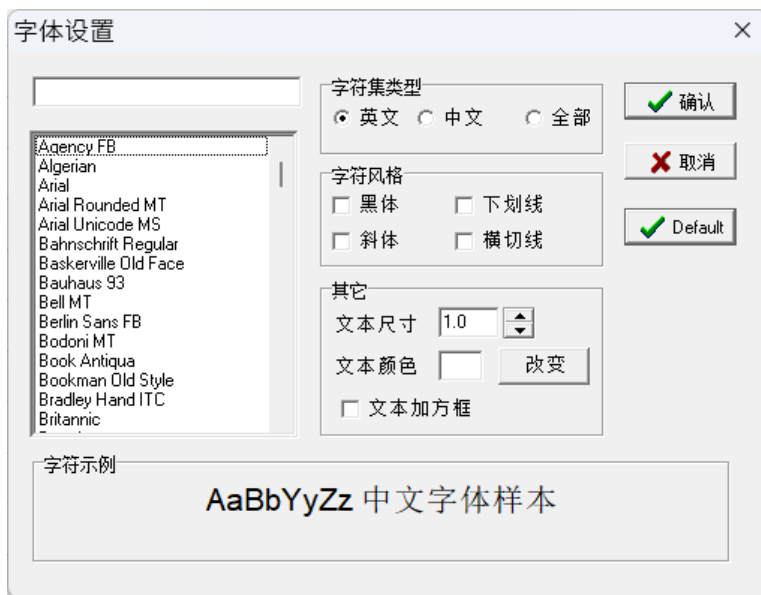 字体设置
字符集类型
英文 中文 全部
确认
Agency FB
Algerian
Arial
Arial Rounded MT
Arial Unicode MS
Bahnschrift Regular
Baskerville Old Face
Bauhaus 93
Bell MT
Berlin Sans FB
Bodoni MT
Book Antiqua
Bookman Old Style
Bradley Hand ITC
Britannic
字符风格
黑体 下划线
斜体 横切线
取消
Default
其它
文本尺寸 1.0
文本颜色 改变
文本加方框
字符示例
AaBbYyZz 中文字体样本